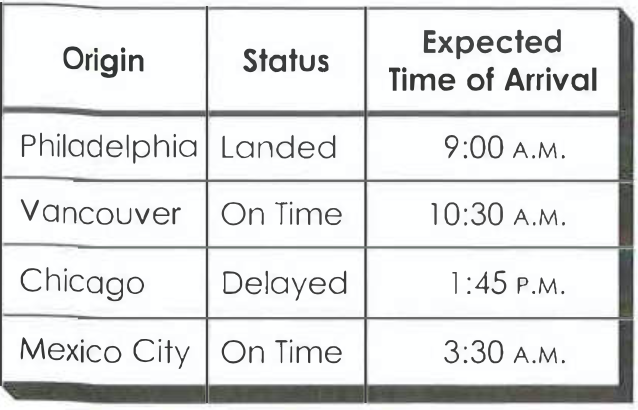 Origin Status Expected Time of Arrival
Philadelphia Landed 9:00 A.M.
Vancouver On Time 10:30 A.M.
Chicago Delayed 1:45 P.M.
Mexico City On Time 3:30 A.M.